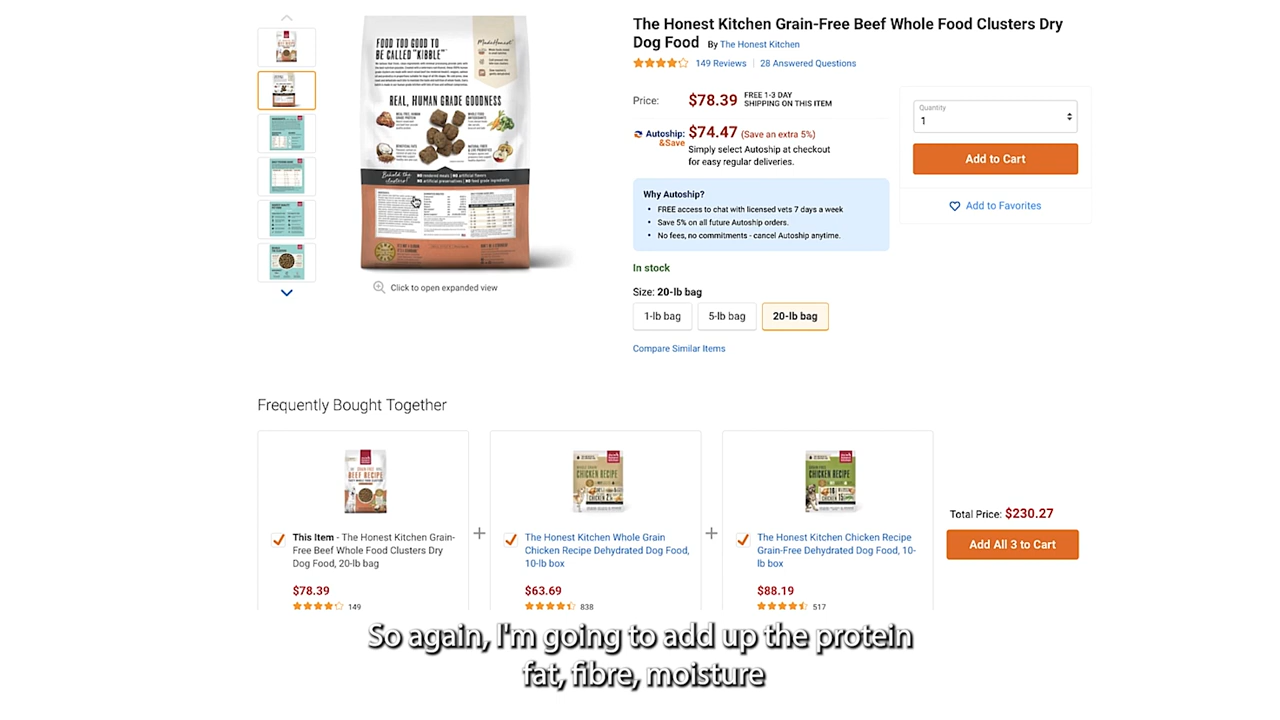 The Honest Kitchen Grain-Free Beef Whole Food Clusters Dry
Dog Food By The Honest Kitchen
149 Reviews | 28 Answered Questions
Price: $78.39 FREE 1-3 DAY
SHIPPING ON THIS ITEM
Autoship: $74.47 (Save an extra 5%)
&Save
Simply select Autoship at checkout
for easy regular deliveries.
Why Autoship?
• FREE access to chat with licensed vets 7 days a week
• Save 5% on all future Autoship orders.
• No fees, no commitments - cancel Autoship anytime.
In stock
Size: 20-lb bag
1-lb bag
5-lb bag
20-lb bag
Compare Similar Items
Quantity
1
Add to Cart
Add to Favorites
FOOD TOO GOOD TO
BE CALLED "KIBBLE"
REAL, HUMAN GRADE GOODNESS
Behold the
clusters!
Click to open expanded view
Frequently Bought Together
BEEF RECIPE
CHICKEN RECIPE
CHICKEN RECIPE
This Item - The Honest Kitchen Grain-
Free Beef Whole Food Clusters Dry
Dog Food, 20-lb bag
$78.39
149
+
The Honest Kitchen Whole Grain
Chicken Recipe Dehydrated Dog Food,
10-lb box
$63.69
838
+
The Honest Kitchen Chicken Recipe
Grain-Free Dehydrated Dog Food, 10-
lb box
$88.19
517
Total Price: $230.27
Add All 3 to Cart
So again, I'm going to add up the protein
fat, fibre, moisture